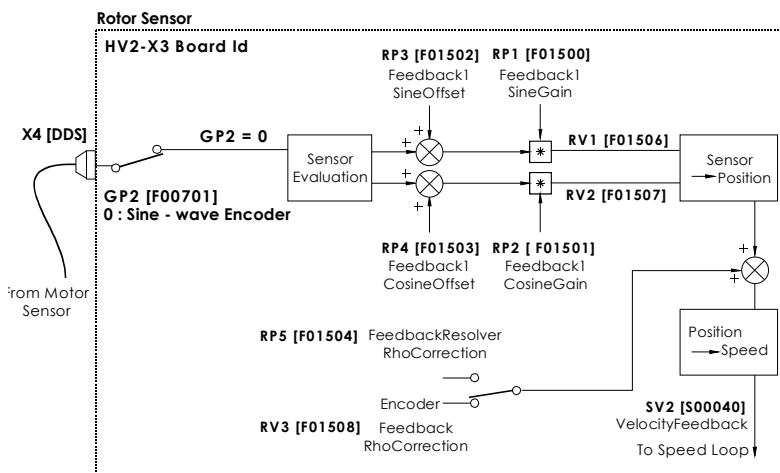 Rotor Sensor
HV2-X3 Board Id
RP3 [F01502]
Feedback1
SineOffset
RP1 [F01500]
Feedback1
SineGain
X4 [DDS]
GP2 = 0
GP2 [F00701]
0 : Sine - wave Encoder
Sensor
Evaluation
+
+
+
+
*
*
RV1 [F01506]
RV2 [F01507]
Sensor
Position
From Motor
Sensor
RP4 [F01503]
Feedback1
CosineOffset
RP2 [ F01501]
Feedback1
CosineGain
+
+
RP5 [F01504]
FeedbackResolver
RhoCorrection
Position
Speed
Encoder
RV3 [F01508]
Feedback
RhoCorrection
SV2 [S00040]
VelocityFeedback
To Speed Loop